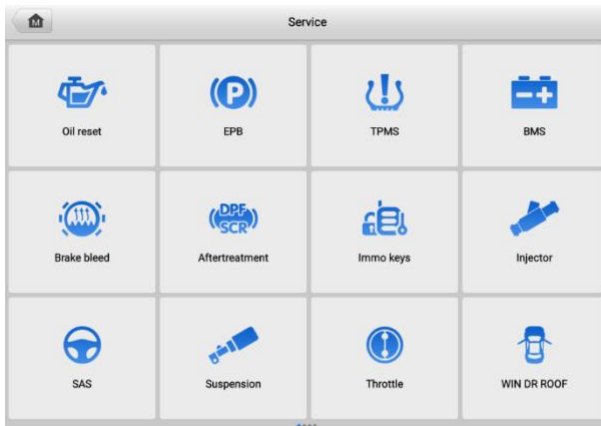 M
Service
Oil reset
P
EPB
TPMS
BMS
Brake bleed
DPF
SCR
Aftertreatment
Immo keys
Injector
SAS
Suspension
Throttle
WIN DR ROOF